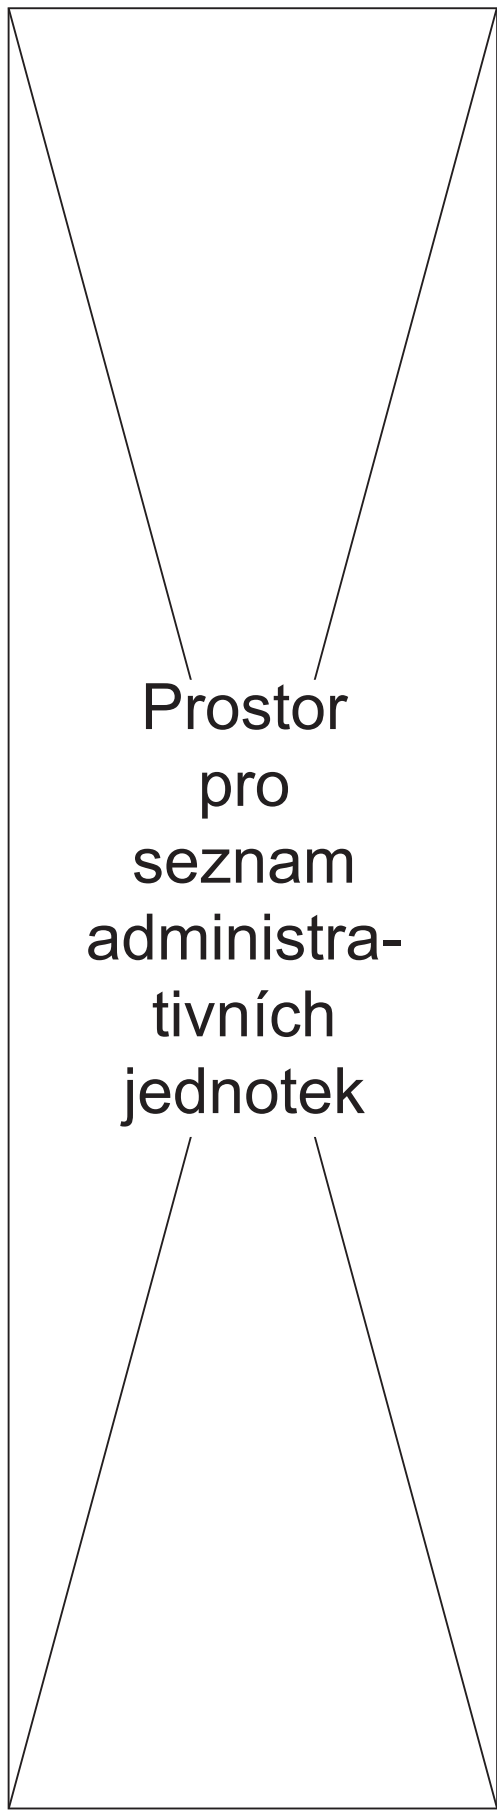 Prostor
pro
seznam
administra-
tivních
jednotek